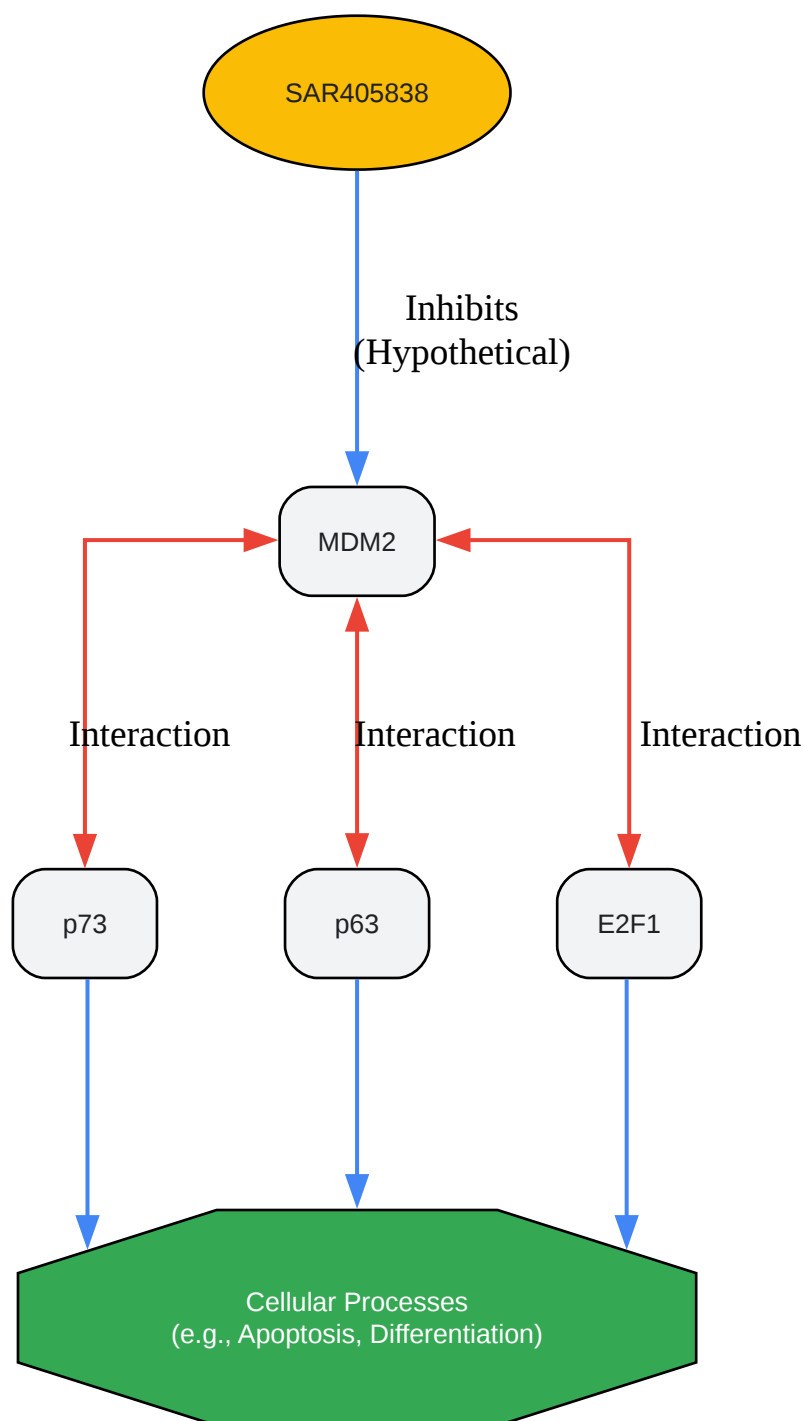 SAR405838
Inhibits
(Hypothetical)
MDM2
Interaction
Interaction
Interaction
p73
p63
E2F1
Cellular Processes
(e.g., Apoptosis, Differentiation)